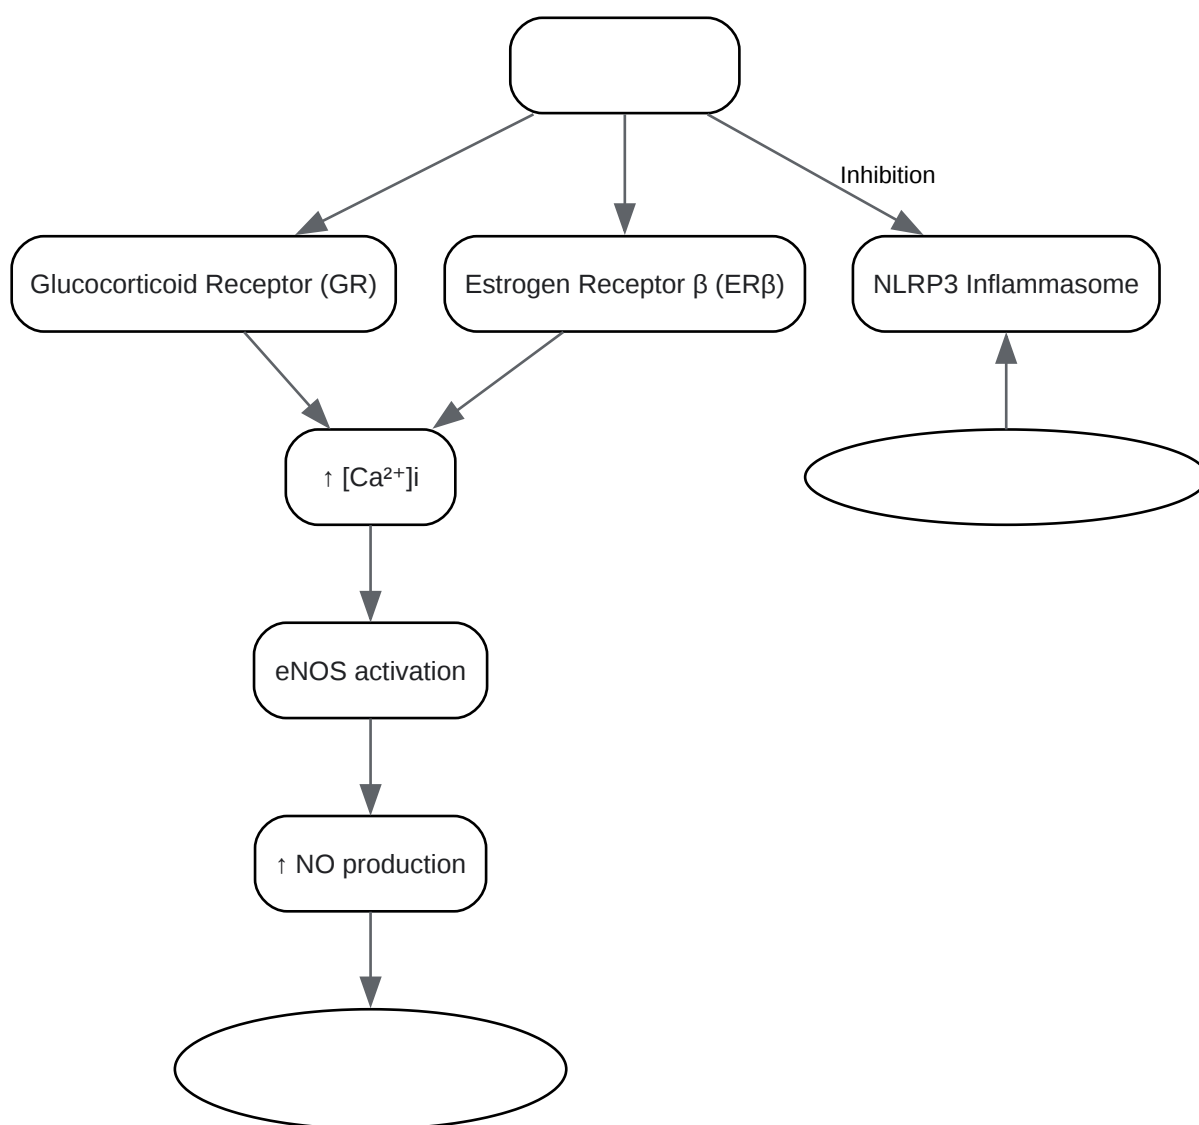 Inhibition
Glucocorticoid Receptor (GR)
Estrogen Receptor β (ERβ)
NLRP3 Inflammasome
↑ [Ca²⁺]i
eNOS activation
↑ NO production